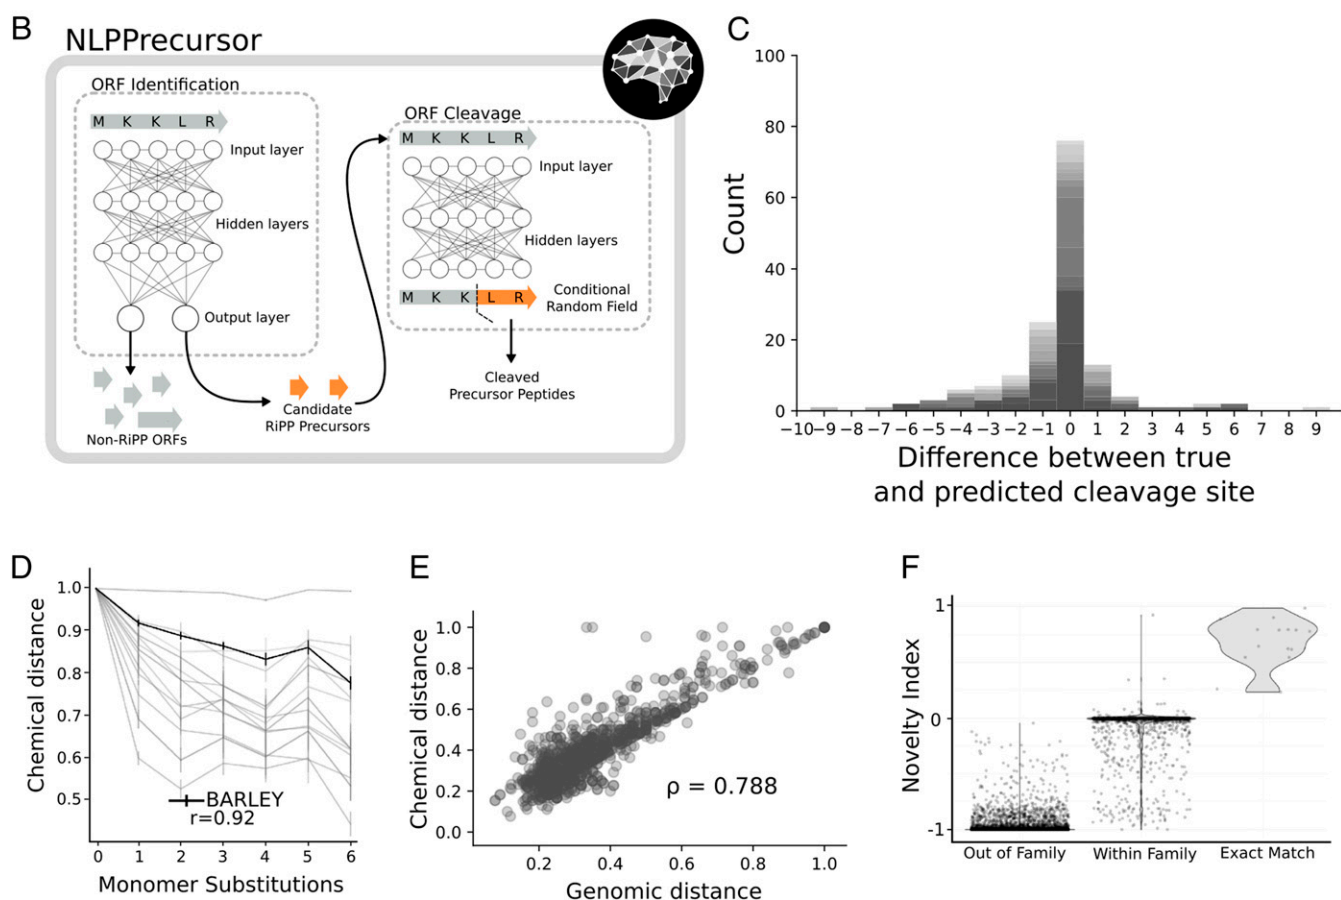 B
NLPPrecursor
ORF Identification
M K K L R
Input layer
Hidden layers
Output layer
Non-RiPP ORFs
Candidate
RiPP Precursors
ORF Cleavage
M K K L R
Input layer
Hidden layers
M K K L R
Conditional
Random Field
Cleaved
Precursor Peptides
C
Count
100
80
60
40
20
0
−10 −9 −8 −7 −6 −5 −4 −3 −2 −1 0 1 2 3 4 5 6 7 8 9
Difference between true
and predicted cleavage site
D
Chemical distance
1.0
0.9
0.8
0.7
0.6
0.5
BARLEY
r=0.92
0 1 2 3 4 5 6
Monomer Substitutions
E
Chemical distance
1.0
0.8
0.6
0.4
0.2
0.0
ρ = 0.788
0.2 0.4 0.6 0.8 1.0
Genomic distance
F
Novelty Index
1
0
-1
Out of Family Within Family Exact Match